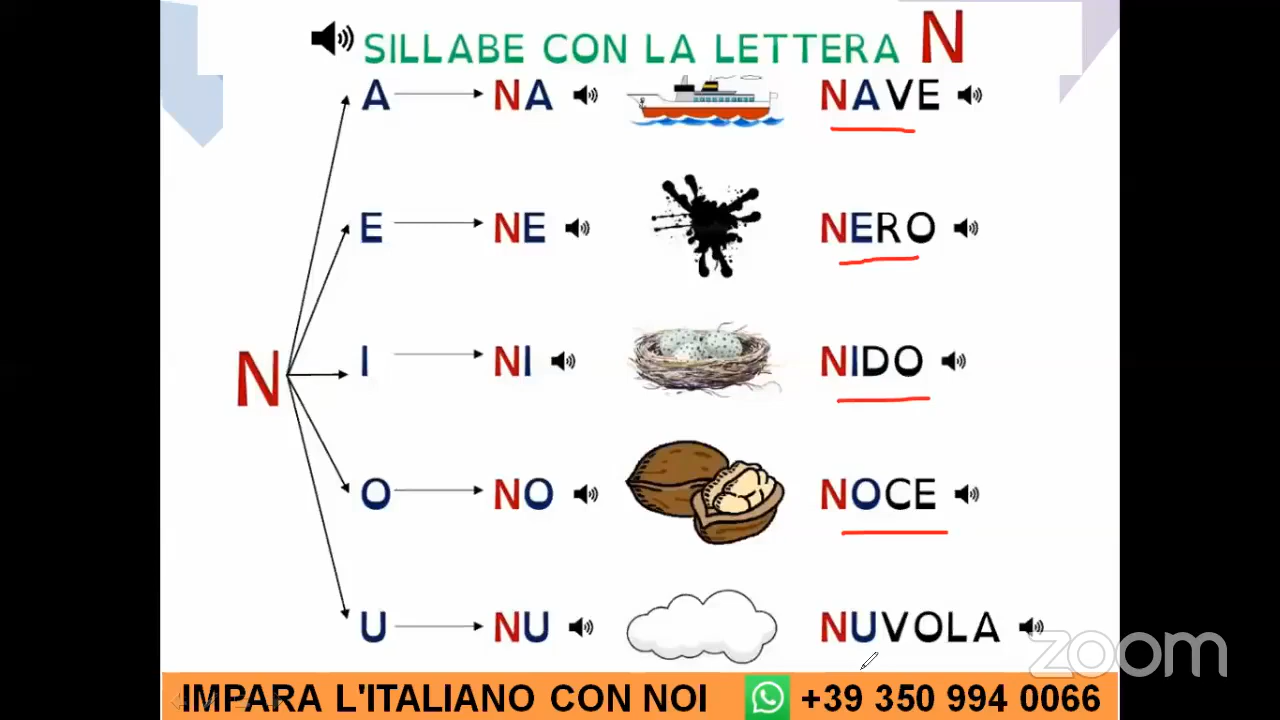 SILLABE CON LA LETTERA N
A NA NAVE
E NE NERO
N
I NI NIDO
O NO NOCE
U NU NUVOLA
zoom
IMPARA L'ITALIANO CON NOI +39 350 994 0066